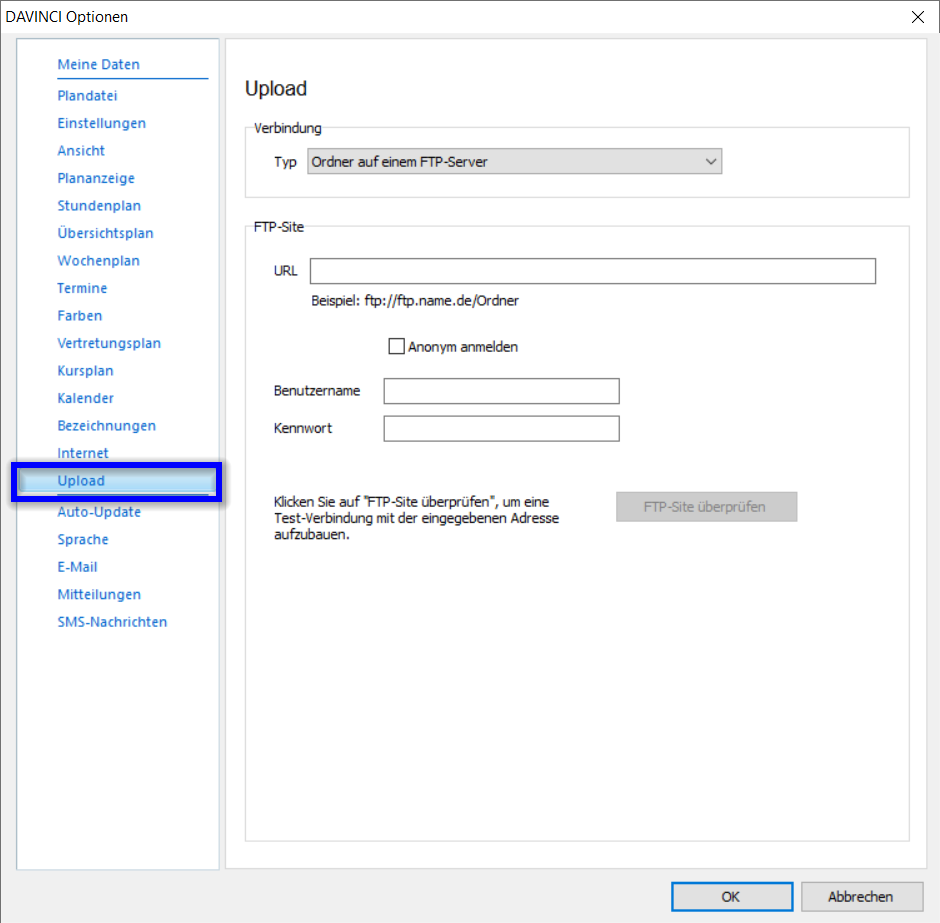 DAVINCI Optionen
Meine Daten
Plandatei
Einstellungen
Ansicht
Plananzeige
Stundenplan
Übersichtsplan
Wochenplan
Termine
Farben
Vertretungsplan
Kursplan
Kalender
Bezeichnungen
Internet
Upload
Auto-Update
Sprache
E-Mail
Mitteilungen
SMS-Nachrichten
Upload
Verbindung
Typ Ordner auf einem FTP-Server
FTP-Site
URL
Beispiel: ftp://ftp.name.de/Ordner
Anonym anmelden
Benutzername
Kennwort
Klicken Sie auf "FTP-Site überprüfen", um eine
Test-Verbindung mit der eingegebenen Adresse
aufzubauen.
FTP-Site überprüfen
OK Abbrechen